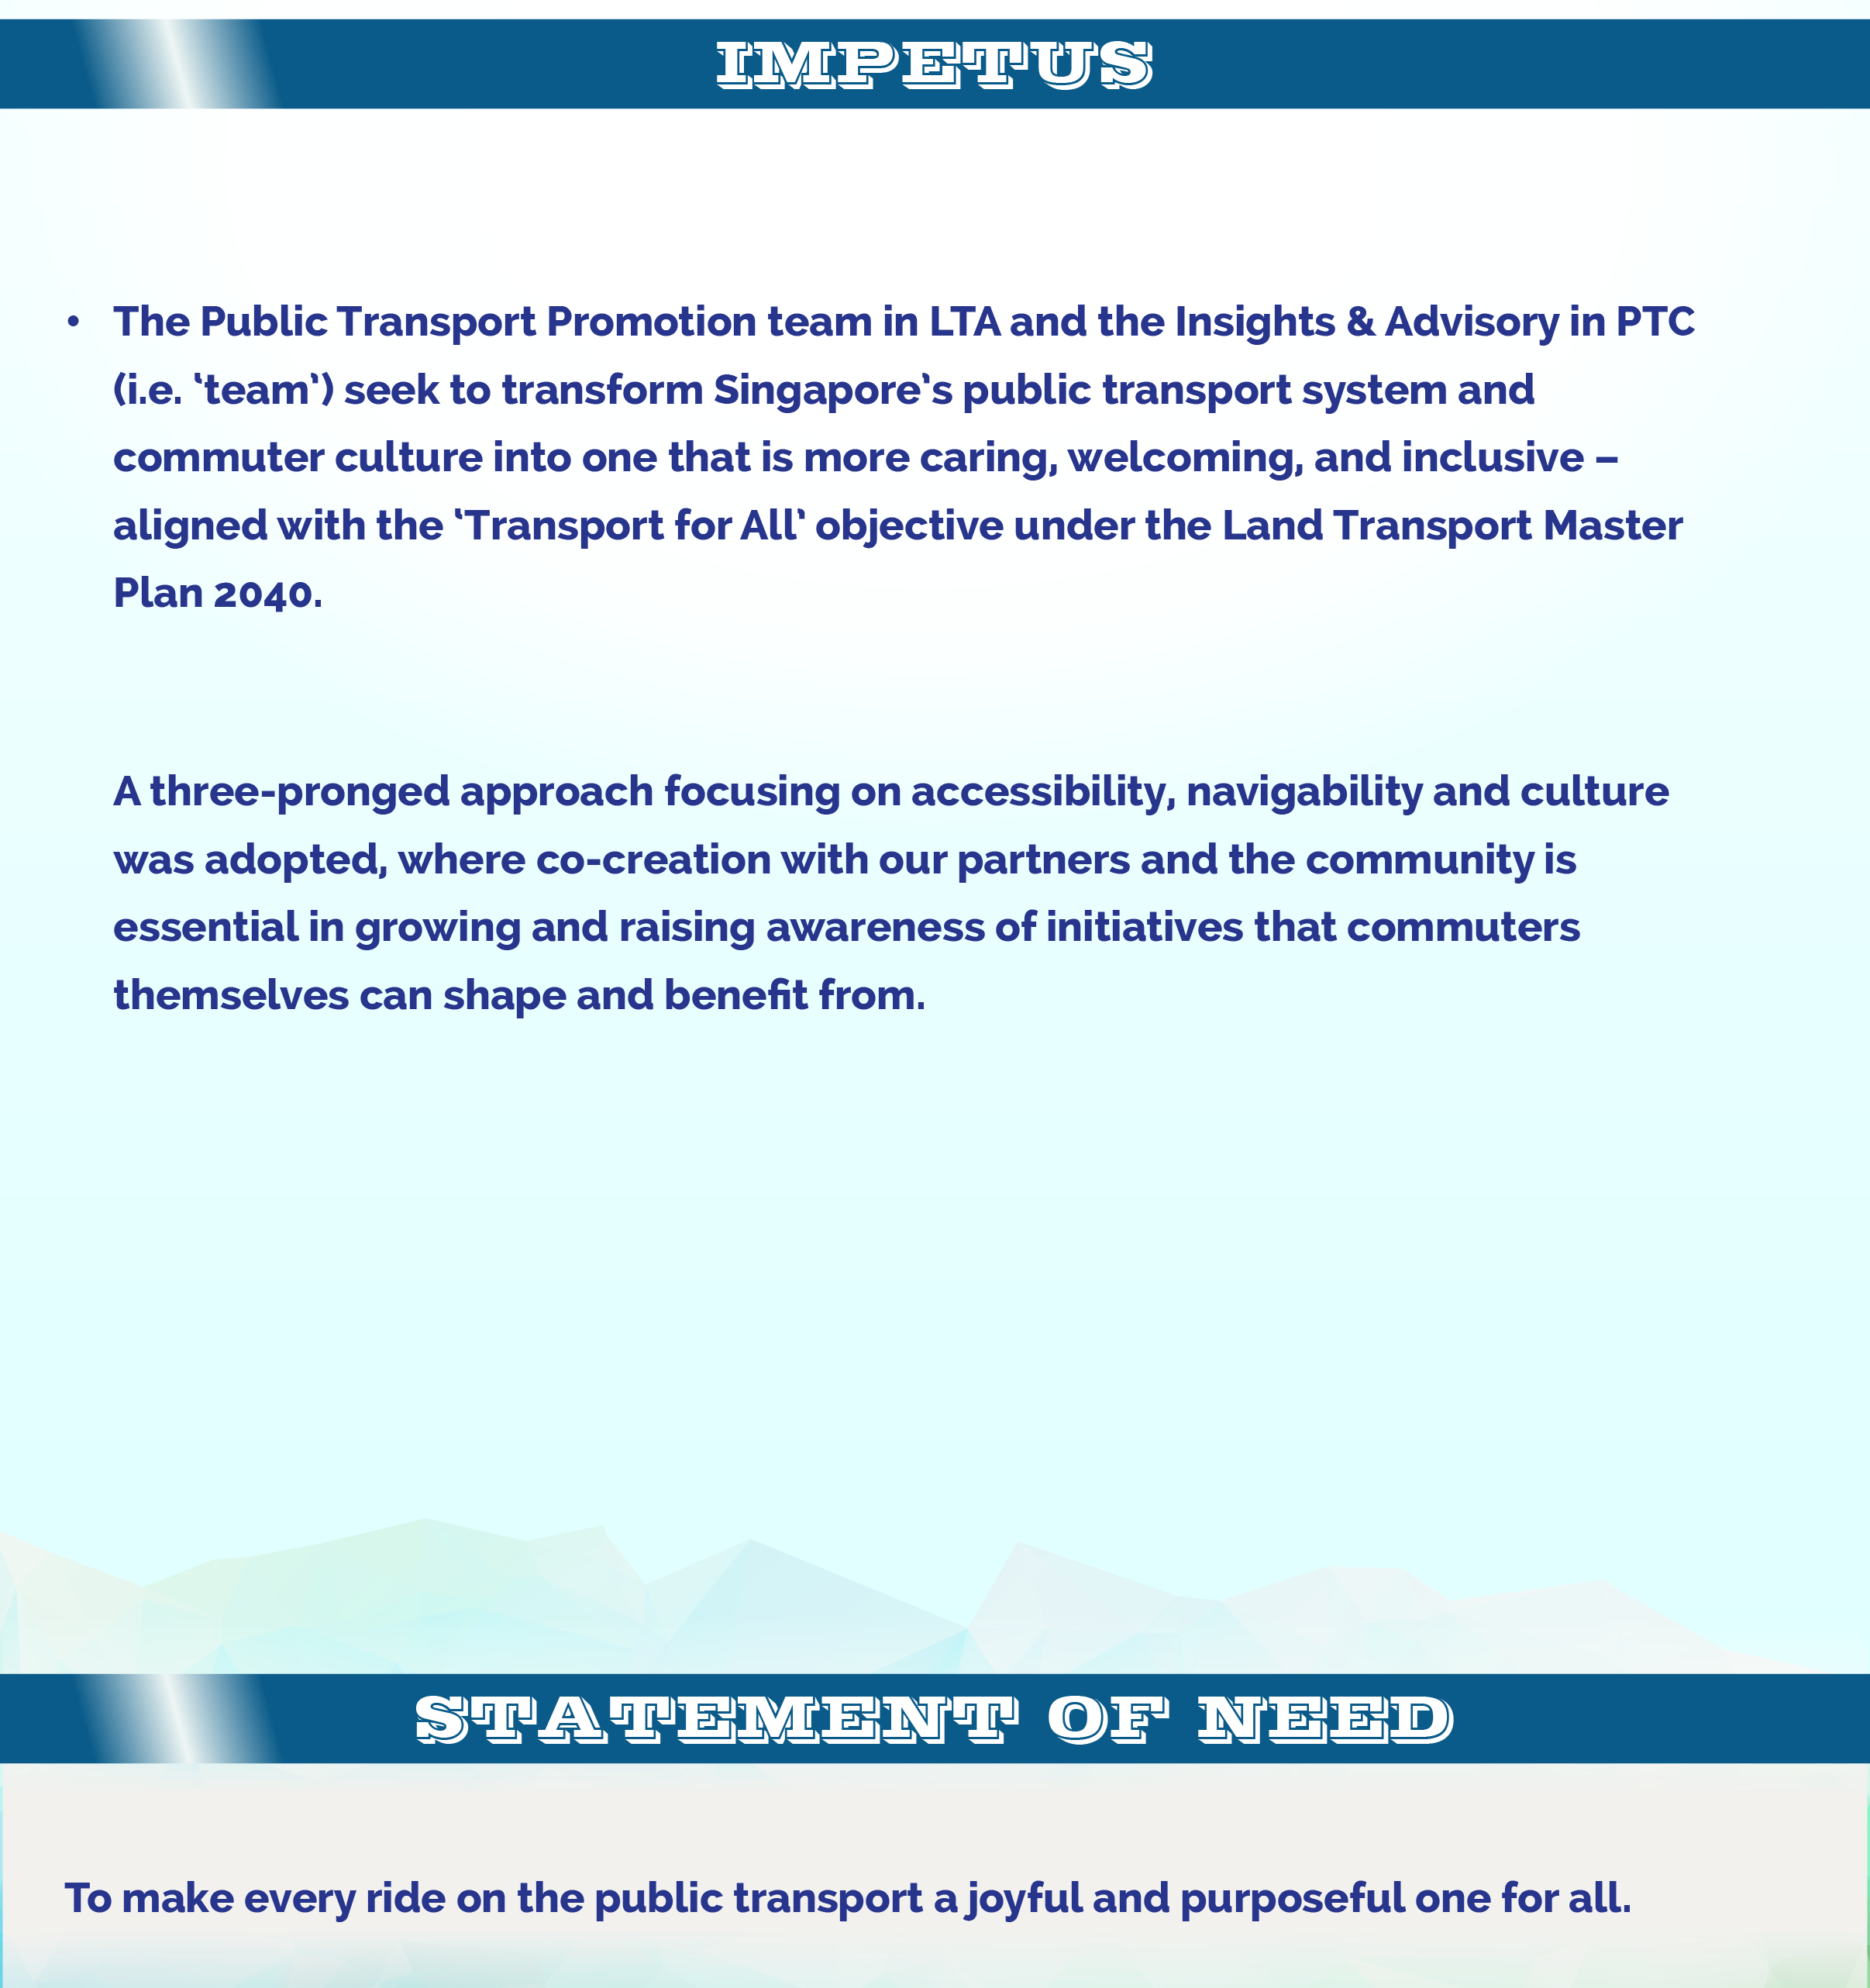 IMPETUS
• The Public Transport Promotion team in LTA and the Insights & Advisory in PTC
(i.e. ‘team’) seek to transform Singapore’s public transport system and
commuter culture into one that is more caring, welcoming, and inclusive –
aligned with the ‘Transport for All’ objective under the Land Transport Master
Plan 2040.
A three-pronged approach focusing on accessibility, navigability and culture
was adopted, where co-creation with our partners and the community is
essential in growing and raising awareness of initiatives that commuters
themselves can shape and benefit from.
STATEMENT OF NEED
To make every ride on the public transport a joyful and purposeful one for all.